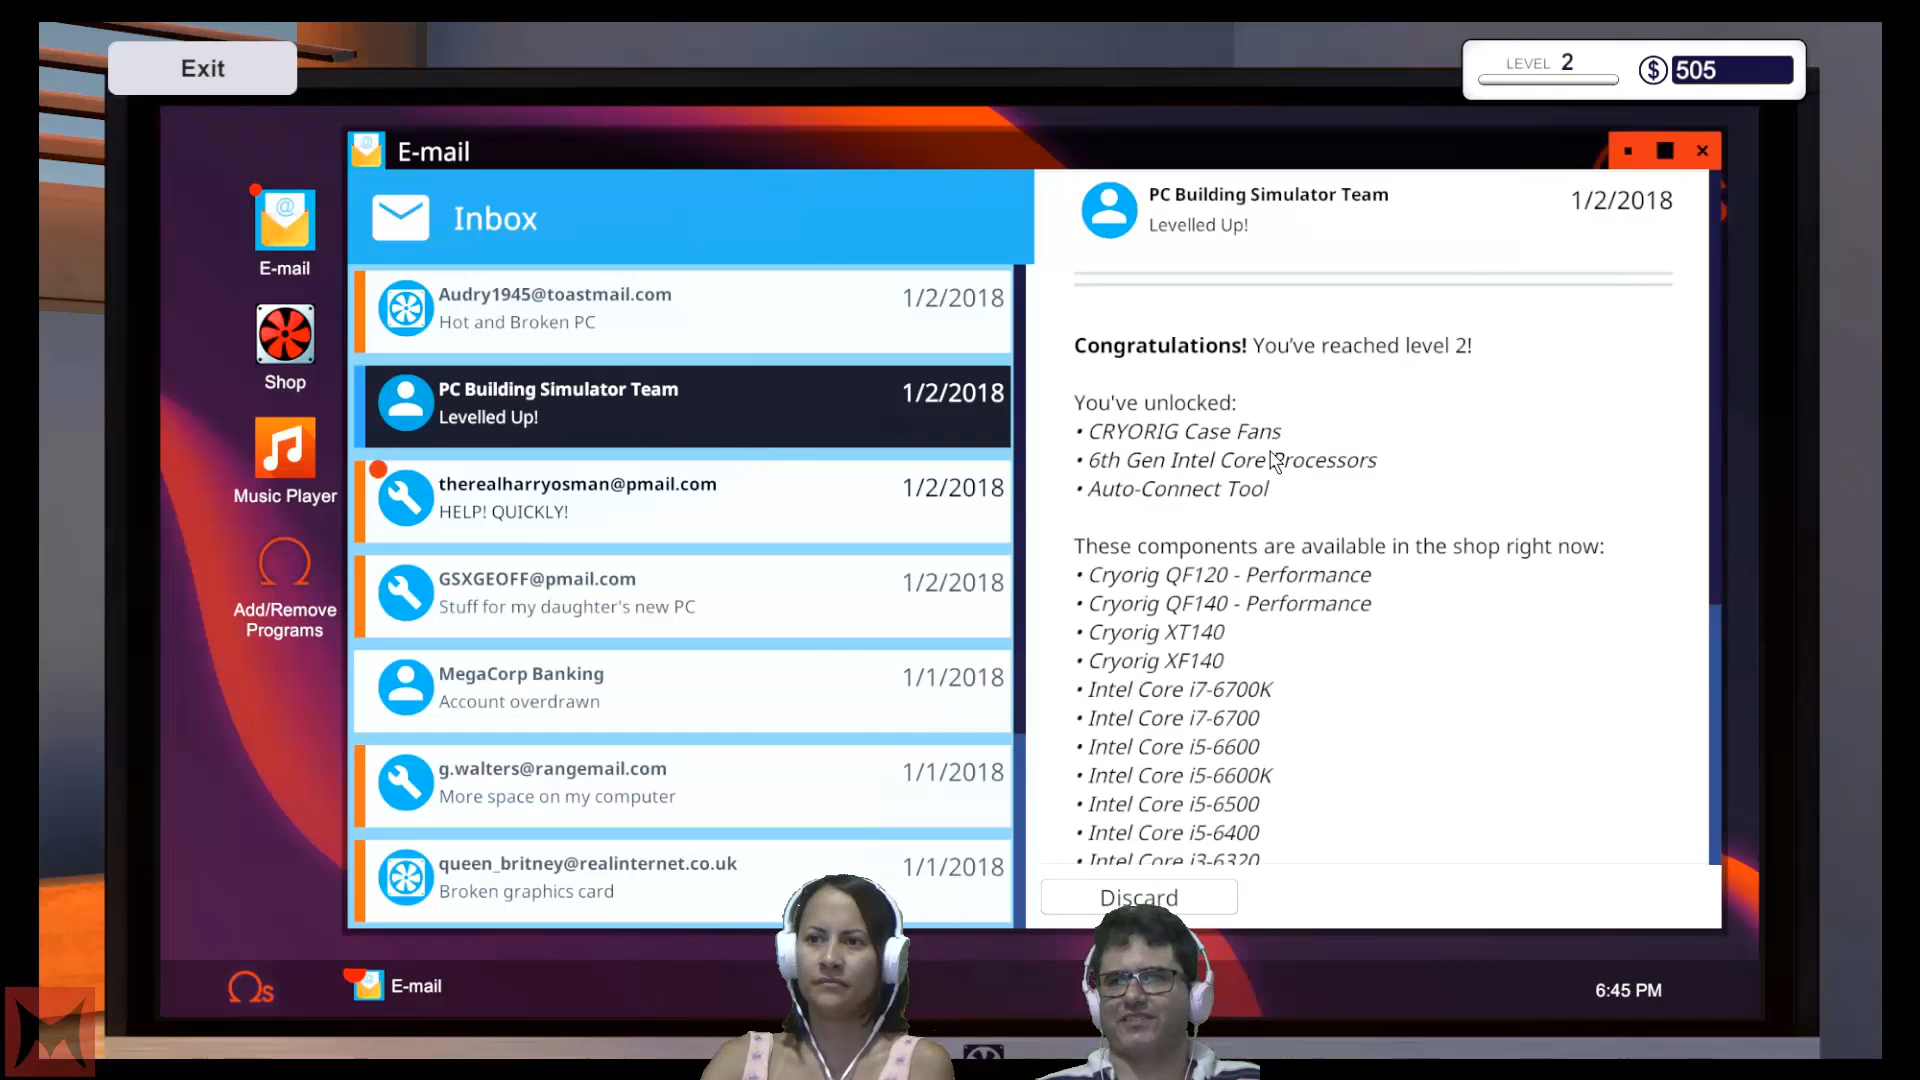 Exit
LEVEL 2
$ 505
E-mail
E-mail
Shop
Music Player
Add/Remove
Programs
Inbox
Audry1945@toastmail.com
1/2/2018
Hot and Broken PC
PC Building Simulator Team
1/2/2018
Levelled Up!
therealharryosman@pmail.com
1/2/2018
HELP! QUICKLY!
GSXGEOFF@pmail.com
1/2/2018
Stuff for my daughter's new PC
MegaCorp Banking
1/1/2018
Account overdrawn
g.walters@rangemail.com
1/1/2018
More space on my computer
queen_britney@realinternet.co.uk
1/1/2018
Broken graphics card
PC Building Simulator Team
1/2/2018
Levelled Up!
Congratulations! You've reached level 2!
You've unlocked:
• CRYORIG Case Fans
• 6th Gen Intel Core Processors
• Auto-Connect Tool
These components are available in the shop right now:
• Cryorig QF120 - Performance
• Cryorig QF140 - Performance
• Cryorig XT140
• Cryorig XF140
• Intel Core i7-6700K
• Intel Core i7-6700
• Intel Core i5-6600
• Intel Core i5-6600K
• Intel Core i5-6500
• Intel Core i5-6400
• Intel Core i3-6320
Discard
Ωs
E-mail
6:45 PM